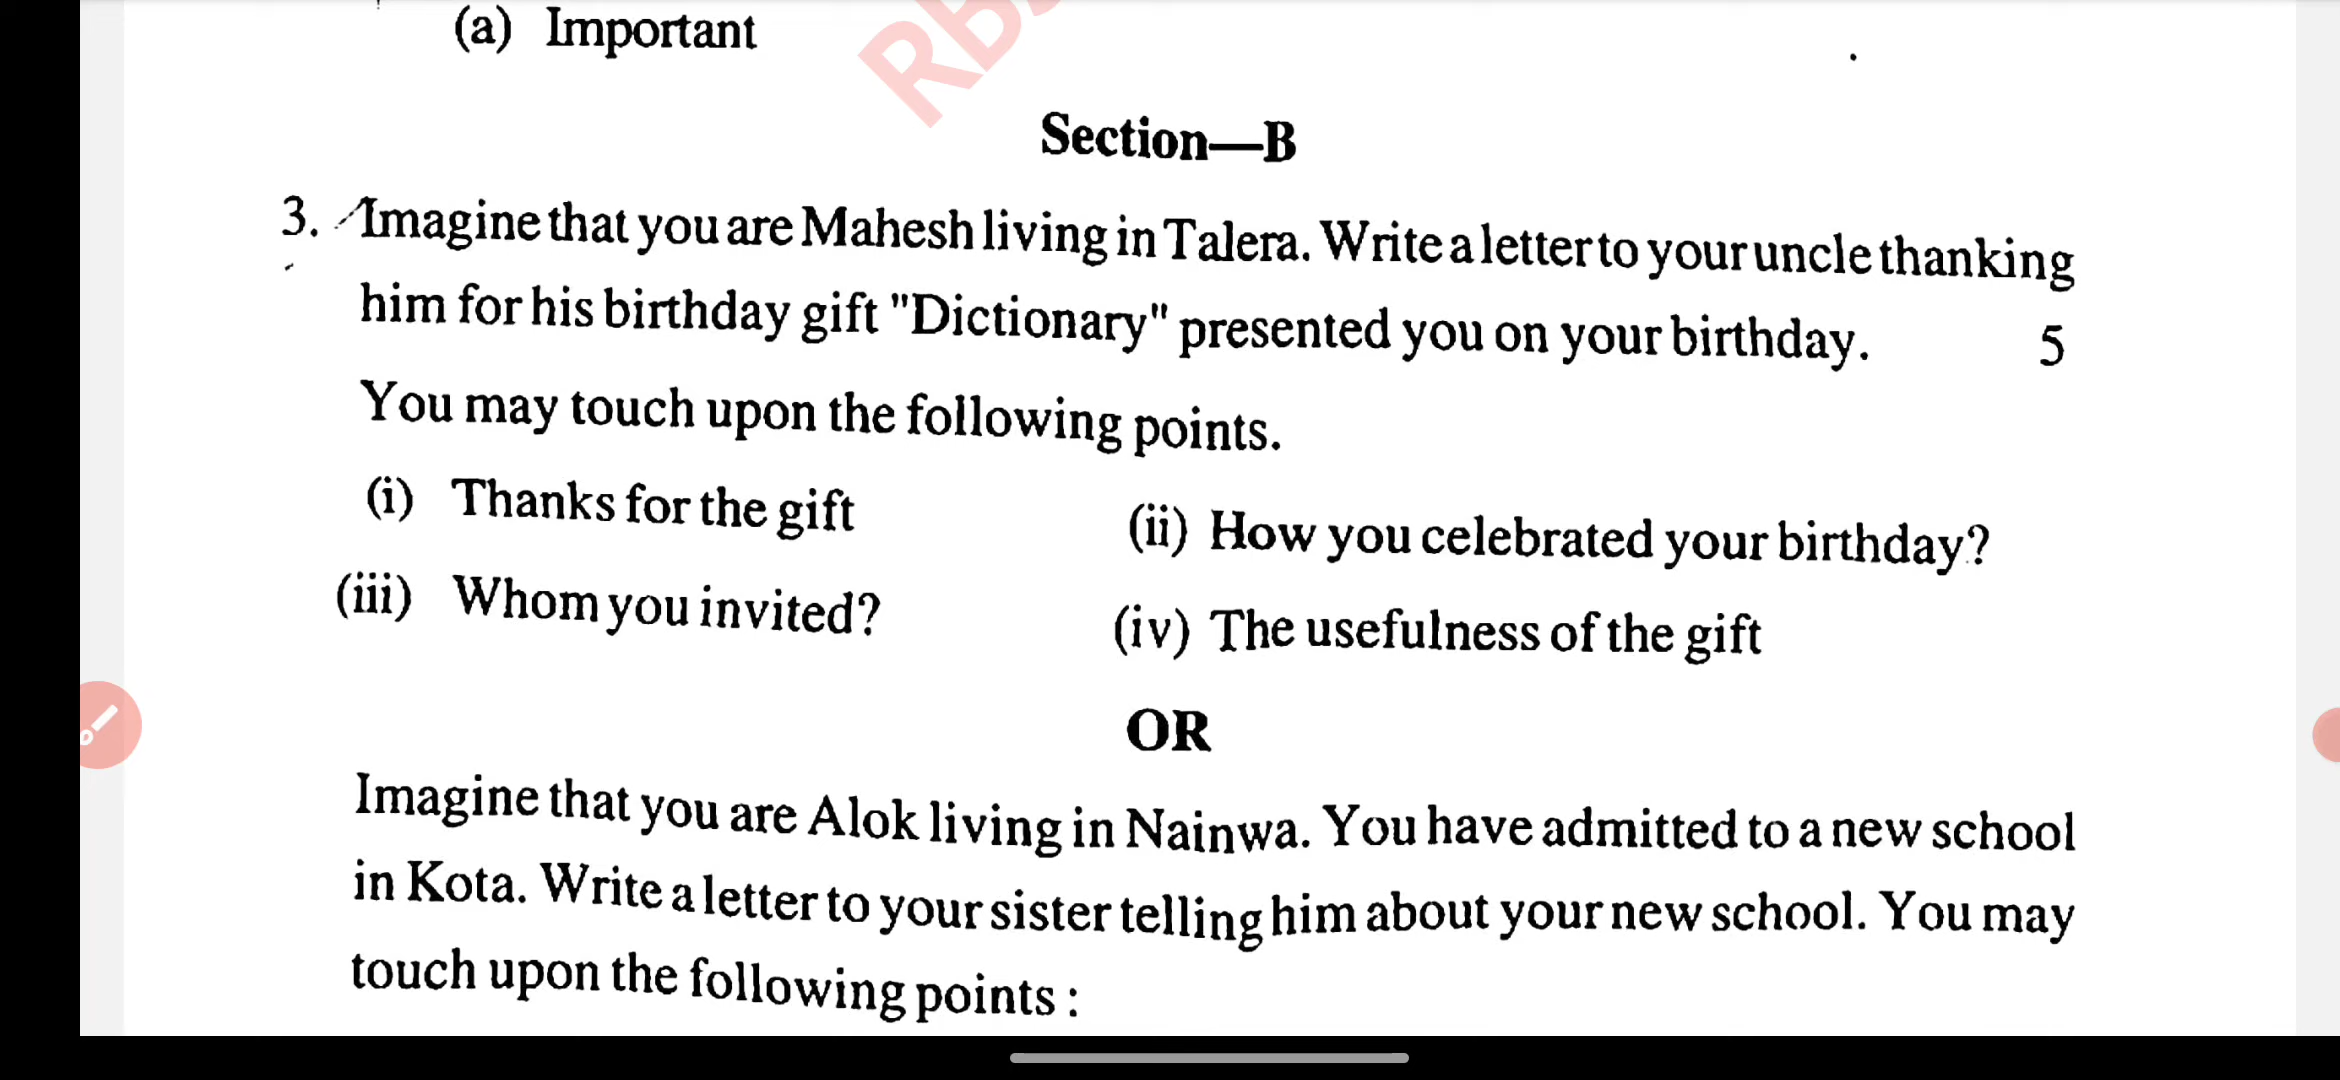 (a) Important
Section—B
3. Imagine that you are Mahesh living in Talera. Write a letter to your uncle thanking
him for his birthday gift "Dictionary" presented you on your birthday. 5
You may touch upon the following points.
(i) Thanks for the gift (ii) How you celebrated your birthday?
(iii) Whom you invited? (iv) The usefulness of the gift
OR
Imagine that you are Alok living in Nainwa. You have admitted to a new school
in Kota. Write a letter to your sister telling him about your new school. You may
touch upon the following points :